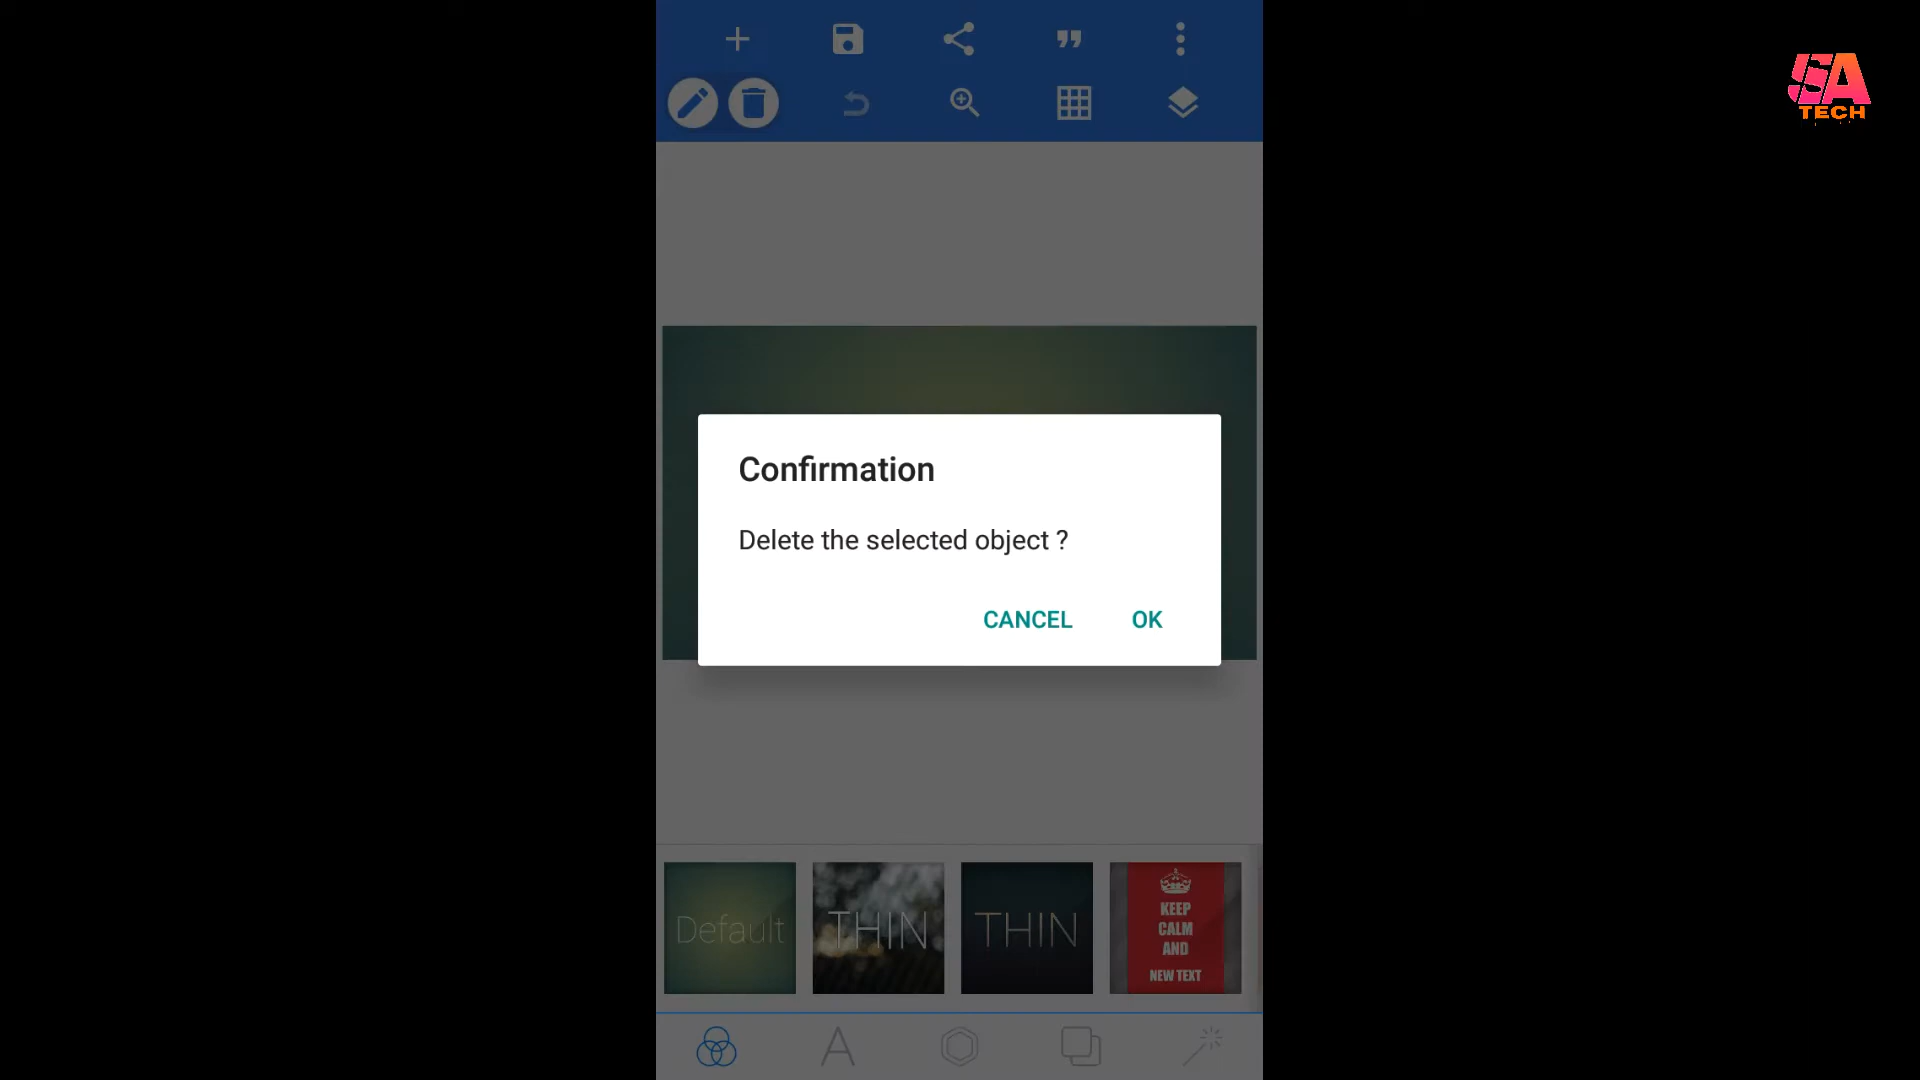 SA
TECH
Confirmation
Delete the selected object ?
CANCEL
OK
Default
THIN
THIN
KEEP
CALM
AND
NEW TEXT